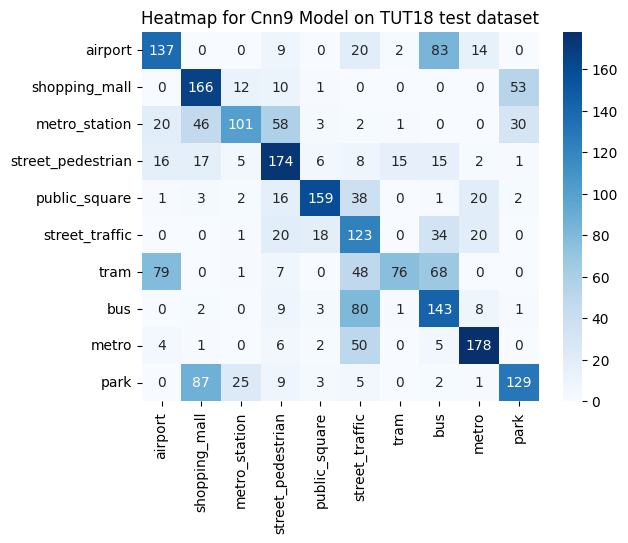 Heatmap for Cnn9 Model on TUT18 test dataset
airport 137 0 0 9 0 20 2 83 14 0
shopping_mall 0 166 12 10 1 0 0 0 0 53
metro_station 20 46 101 58 3 2 1 0 0 30
street_pedestrian 16 17 5 174 6 8 15 15 2 1
public_square 1 3 2 16 159 38 0 1 20 2
street_traffic 0 0 1 20 18 123 0 34 20 0
tram 79 0 1 7 0 48 76 68 0 0
bus 0 2 0 9 3 80 1 143 8 1
metro 4 1 0 6 2 50 0 5 178 0
park 0 87 25 9 3 5 0 2 1 129
airport shopping_mall metro_station street_pedestrian public_square street_traffic tram bus metro park
160
140
120
100
80
60
40
20
0